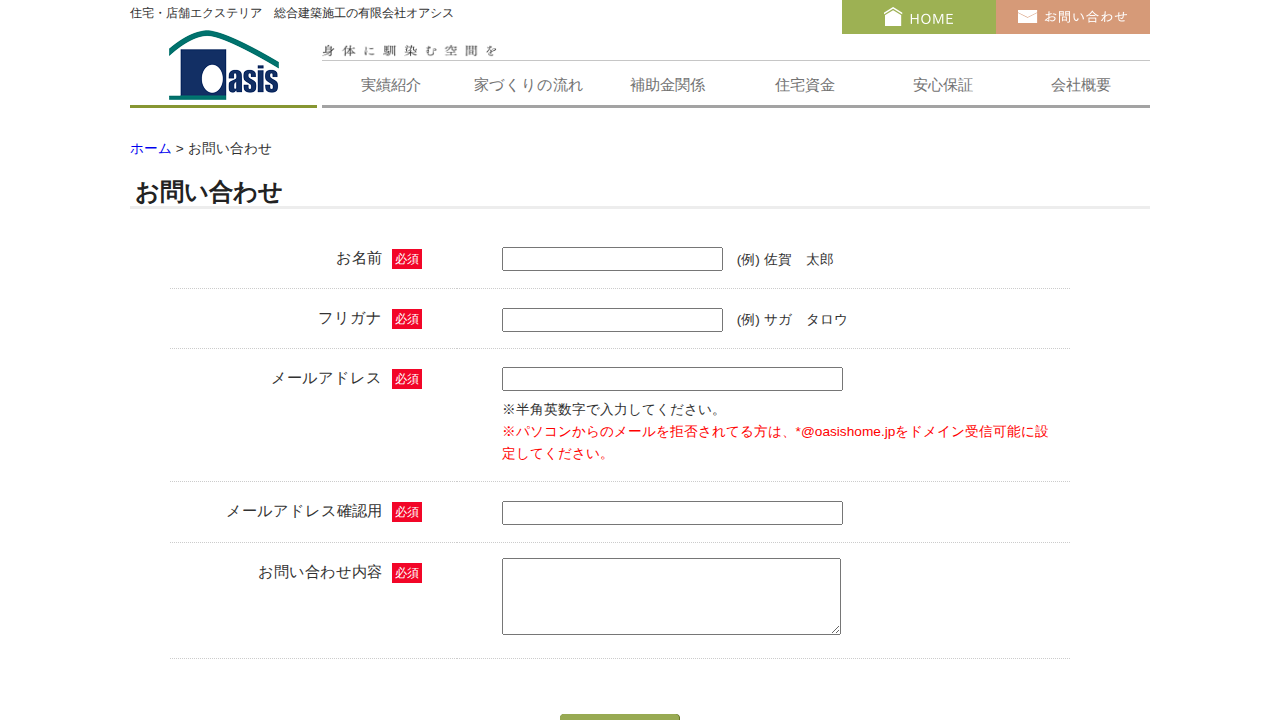 住宅・店舗エクステリア　総合建築施工の有限会社オアシス
HOME
お問い合わせ
Oasis
身体に馴染む空間を
実績紹介 家づくりの流れ 補助金関係 住宅資金 安心保証 会社概要
ホーム > お問い合わせ
お問い合わせ
お名前 必須 (例) 佐賀　太郎
フリガナ 必須 (例) サガ　タロウ
メールアドレス 必須
※半角英数字で入力してください。
※パソコンからのメールを拒否されてる方は、*@oasishome.jpをドメイン受信可能に設
定してください。
メールアドレス確認用 必須
お問い合わせ内容 必須